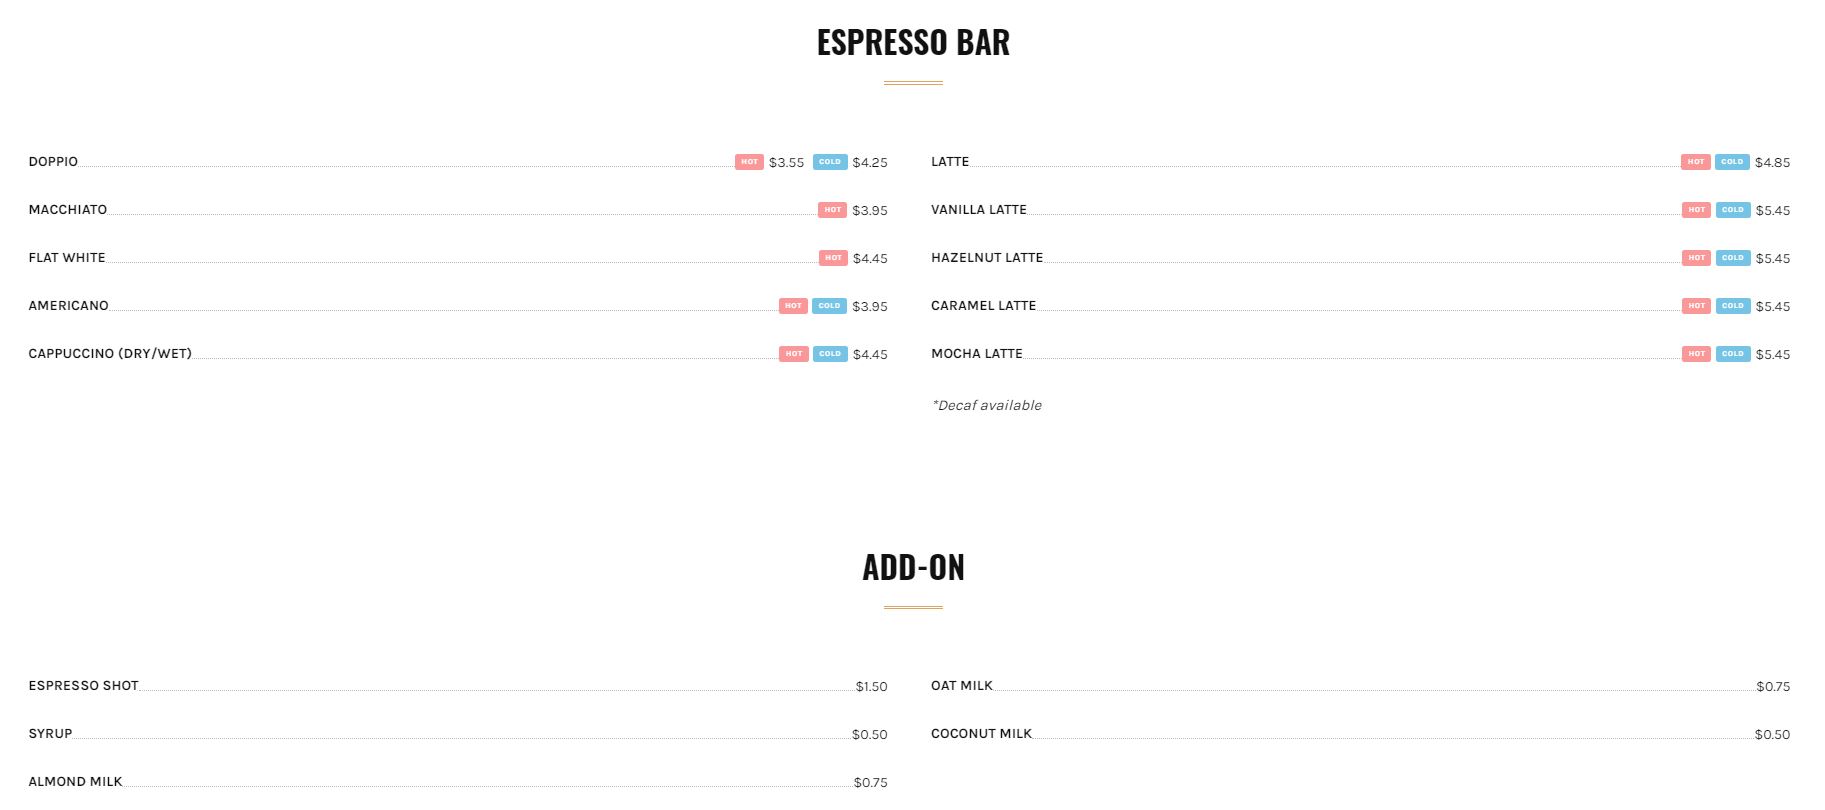 ESPRESSO BAR
DOPPIO HOT $3.55 COLD $4.25
MACCHIATO HOT $3.95
FLAT WHITE HOT $4.45
AMERICANO HOT COLD $3.95
CAPPUCCINO (DRY/WET) HOT COLD $4.45
LATTE HOT COLD $4.85
VANILLA LATTE HOT COLD $5.45
HAZELNUT LATTE HOT COLD $5.45
CARAMEL LATTE HOT COLD $5.45
MOCHA LATTE HOT COLD $5.45
*Decaf available
ADD-ON
ESPRESSO SHOT $1.50
SYRUP $0.50
ALMOND MILK $0.75
OAT MILK $0.75
COCONUT MILK $0.50